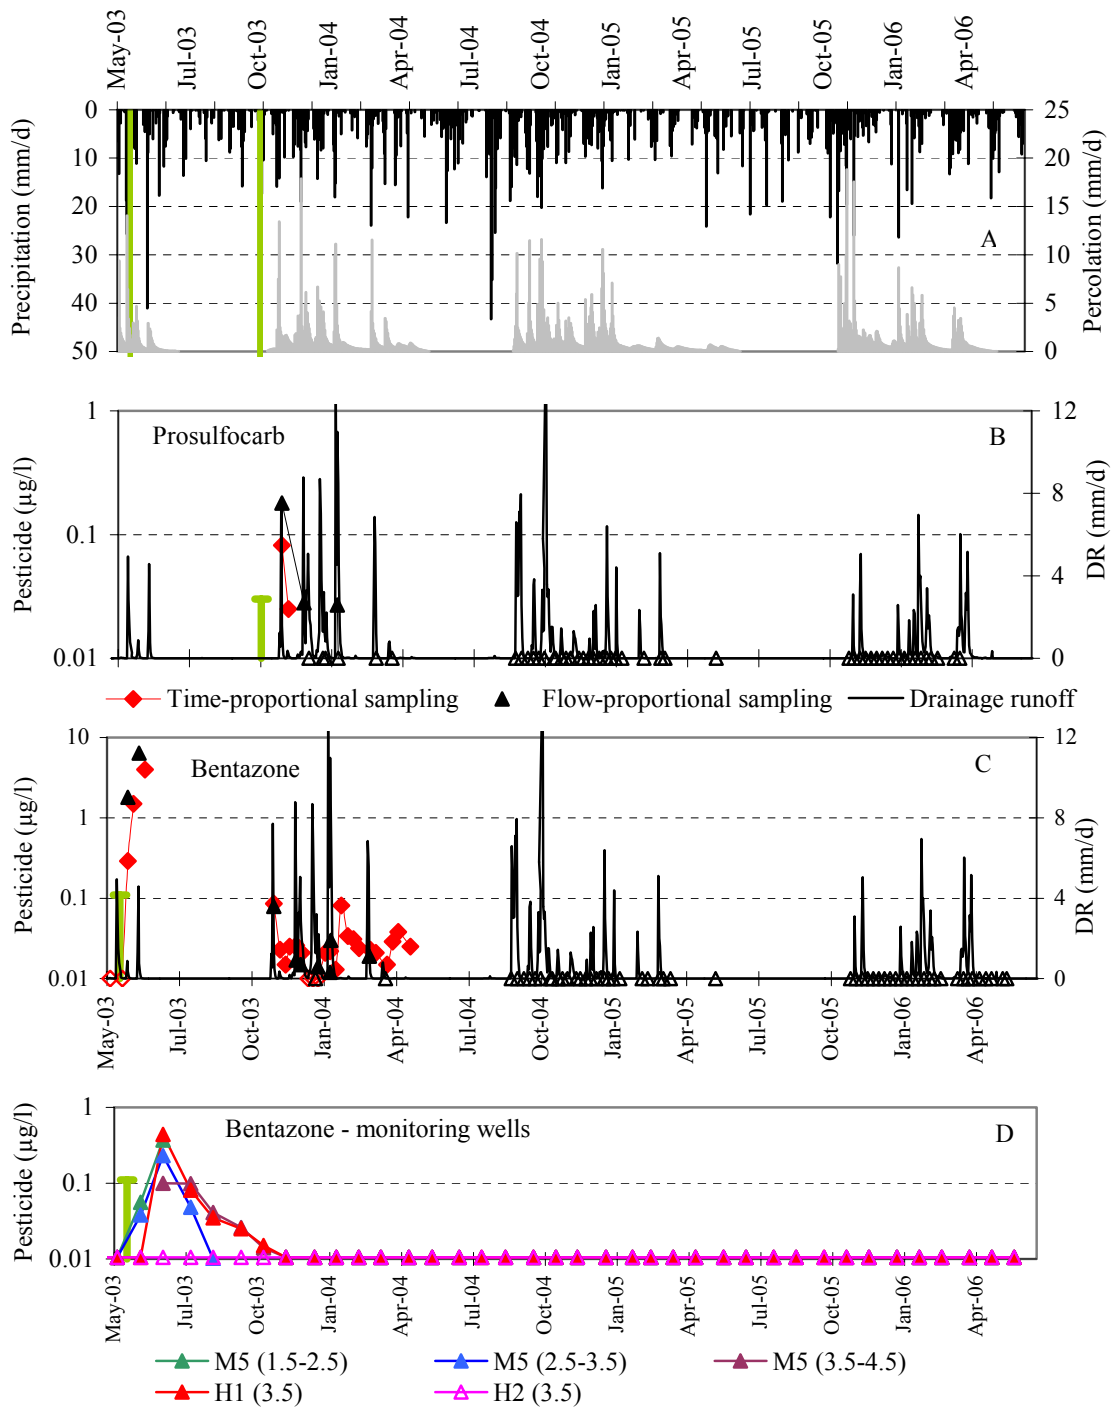 May-03 Jul-03 Oct-03 Jan-04 Apr-04 Jul-04 Oct-04 Jan-05 Apr-05 Jul-05 Oct-05 Jan-06 Apr-06
Precipitation (mm/d)
0
10
20
30
40
50
25
20
15
10
5
0
Percolation (mm/d)
A
Pesticide (µg/l)
1
0.1
0.01
Prosulfocarb
B
12
8
4
0
DR (mm/d)
Time-proportional sampling Flow-proportional sampling Drainage runoff
Pesticide (µg/l)
10
1
0.1
0.01
Bentazone
C
12
8
4
0
DR (mm/d)
May-03 Jul-03 Oct-03 Jan-04 Apr-04 Jul-04 Oct-04 Jan-05 Apr-05 Jul-05 Oct-05 Jan-06 Apr-06
Pesticide (µg/l)
1
0.1
0.01
Bentazone - monitoring wells
D
May-03 Jul-03 Oct-03 Jan-04 Apr-04 Jul-04 Oct-04 Jan-05 Apr-05 Jul-05 Oct-05 Jan-06 Apr-06
M5 (1.5-2.5) M5 (2.5-3.5) M5 (3.5-4.5)
H1 (3.5) H2 (3.5)